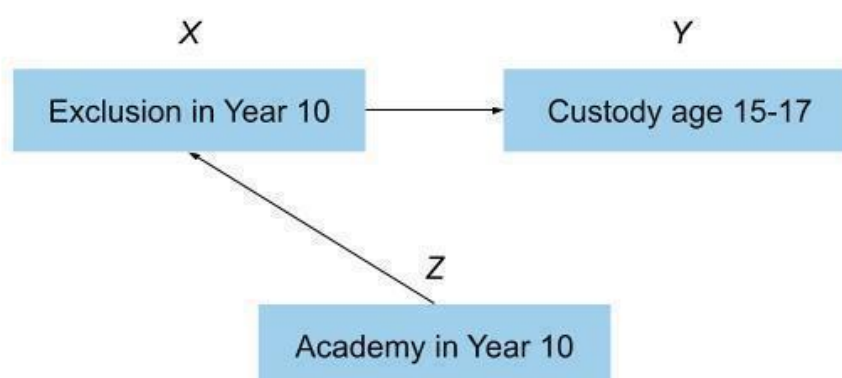 X
Y
Exclusion in Year 10
Custody age 15-17
Z
Academy in Year 10